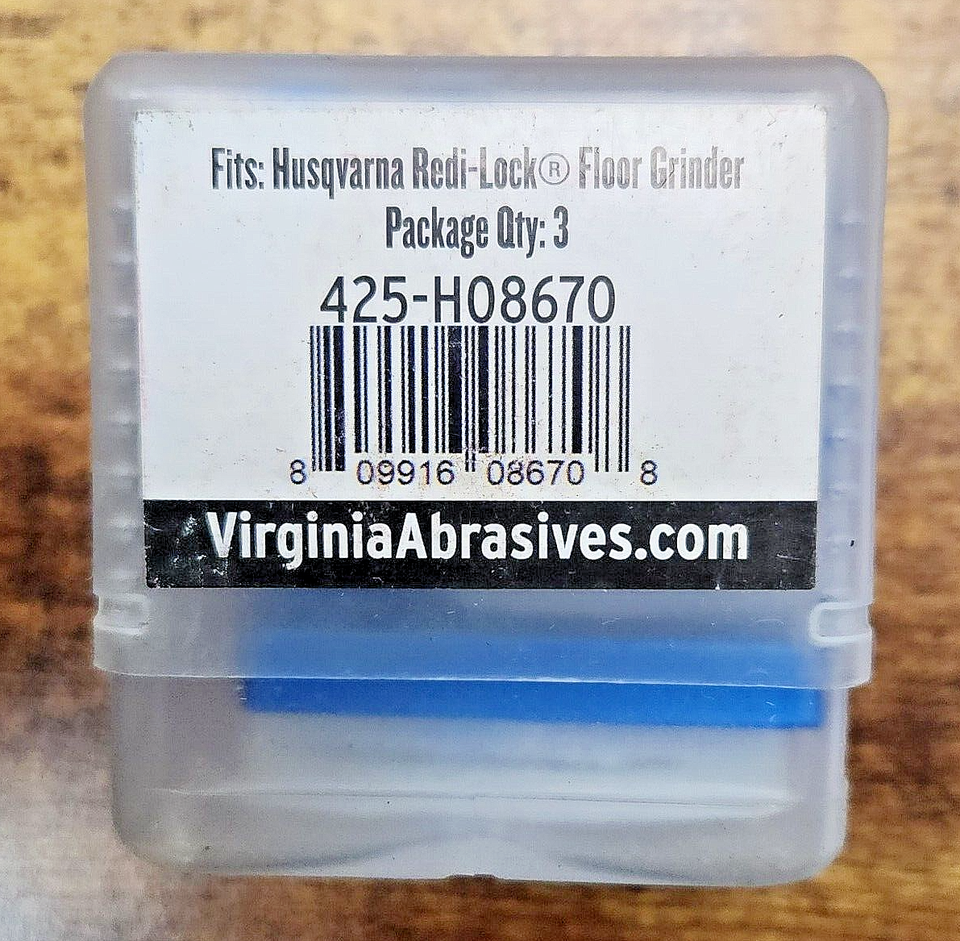 Fits: Husqvarna Redi-Lock® Floor Grinder
Package Qty: 3
425-H08670
8 09916 08670 8
VirginiaAbrasives.com